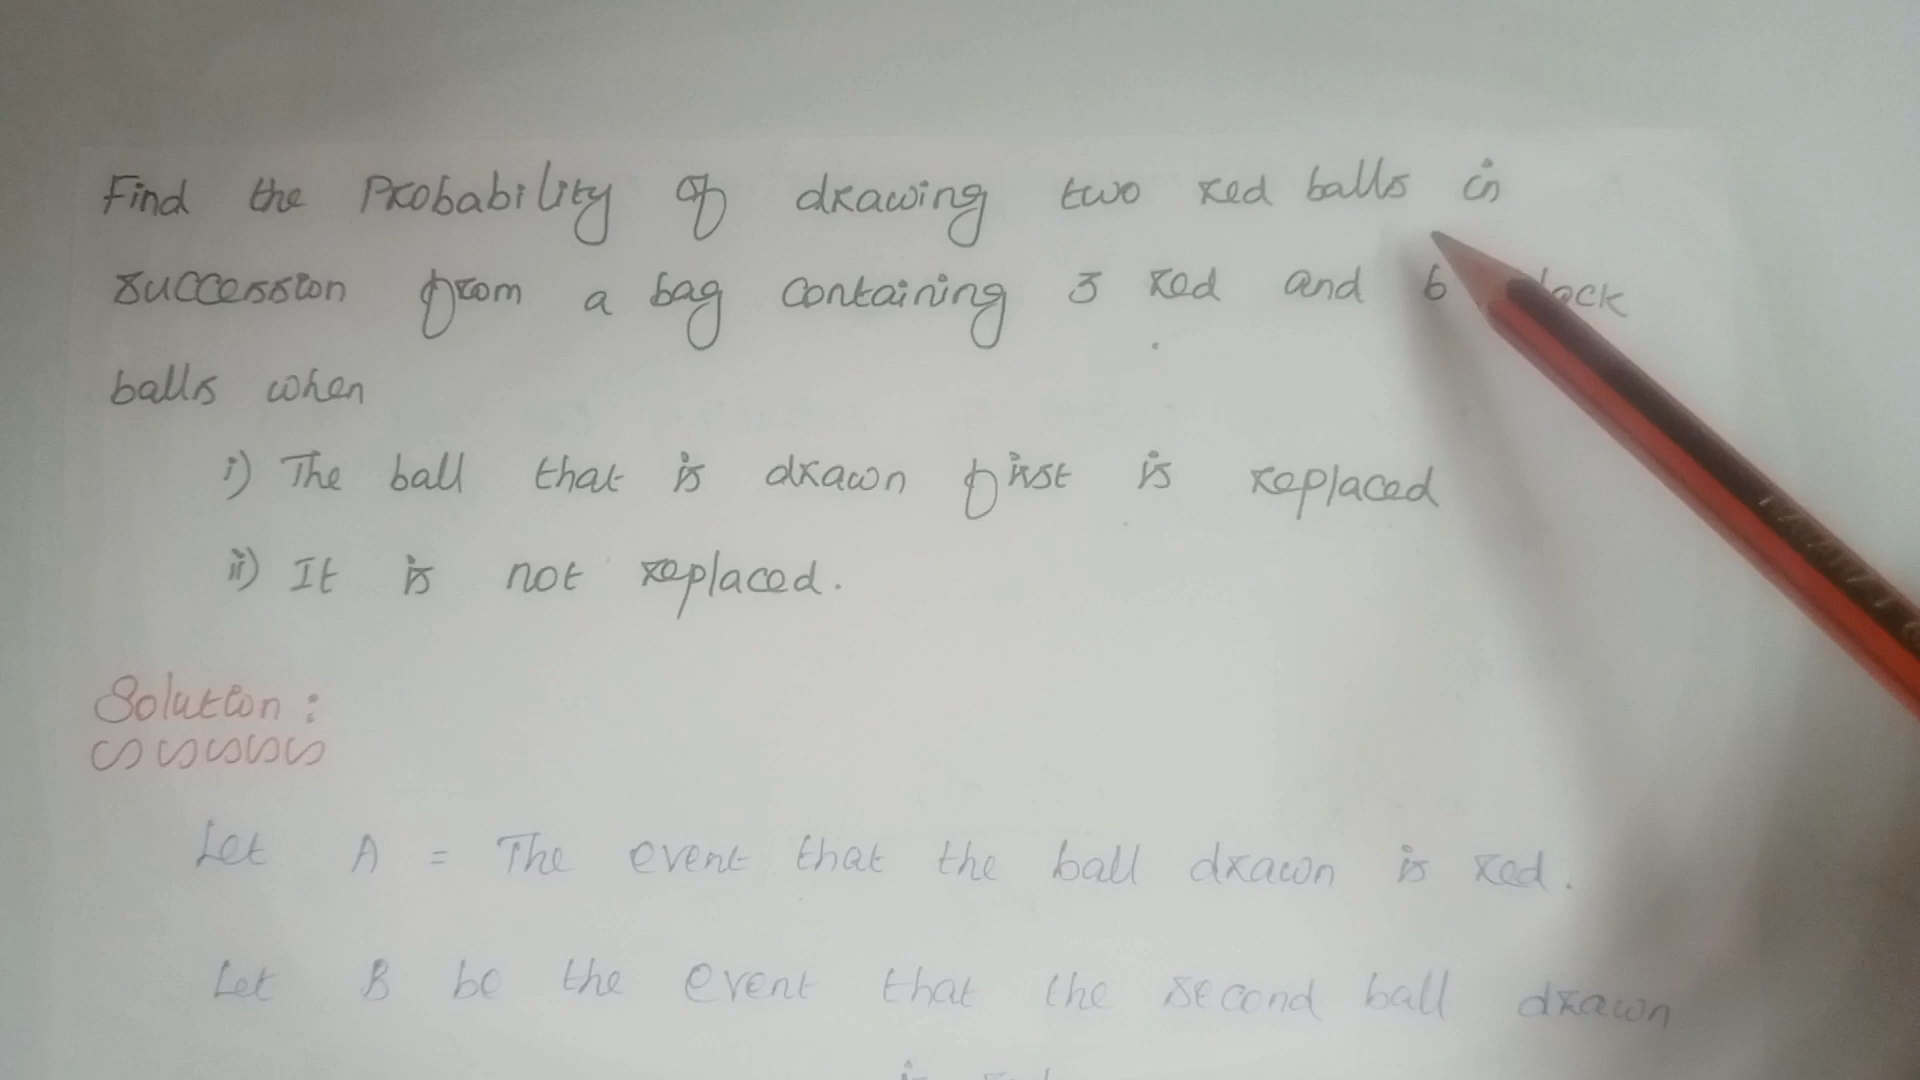 Find the Probability of drawing two red balls in
succession from a bag containing 3 red and 6
balls when
i) The ball that is drawn first is replaced
ii) It is not replaced.
Solution :
Let A = The event that the ball drawn is red.
Let B be the event that the second ball drawn